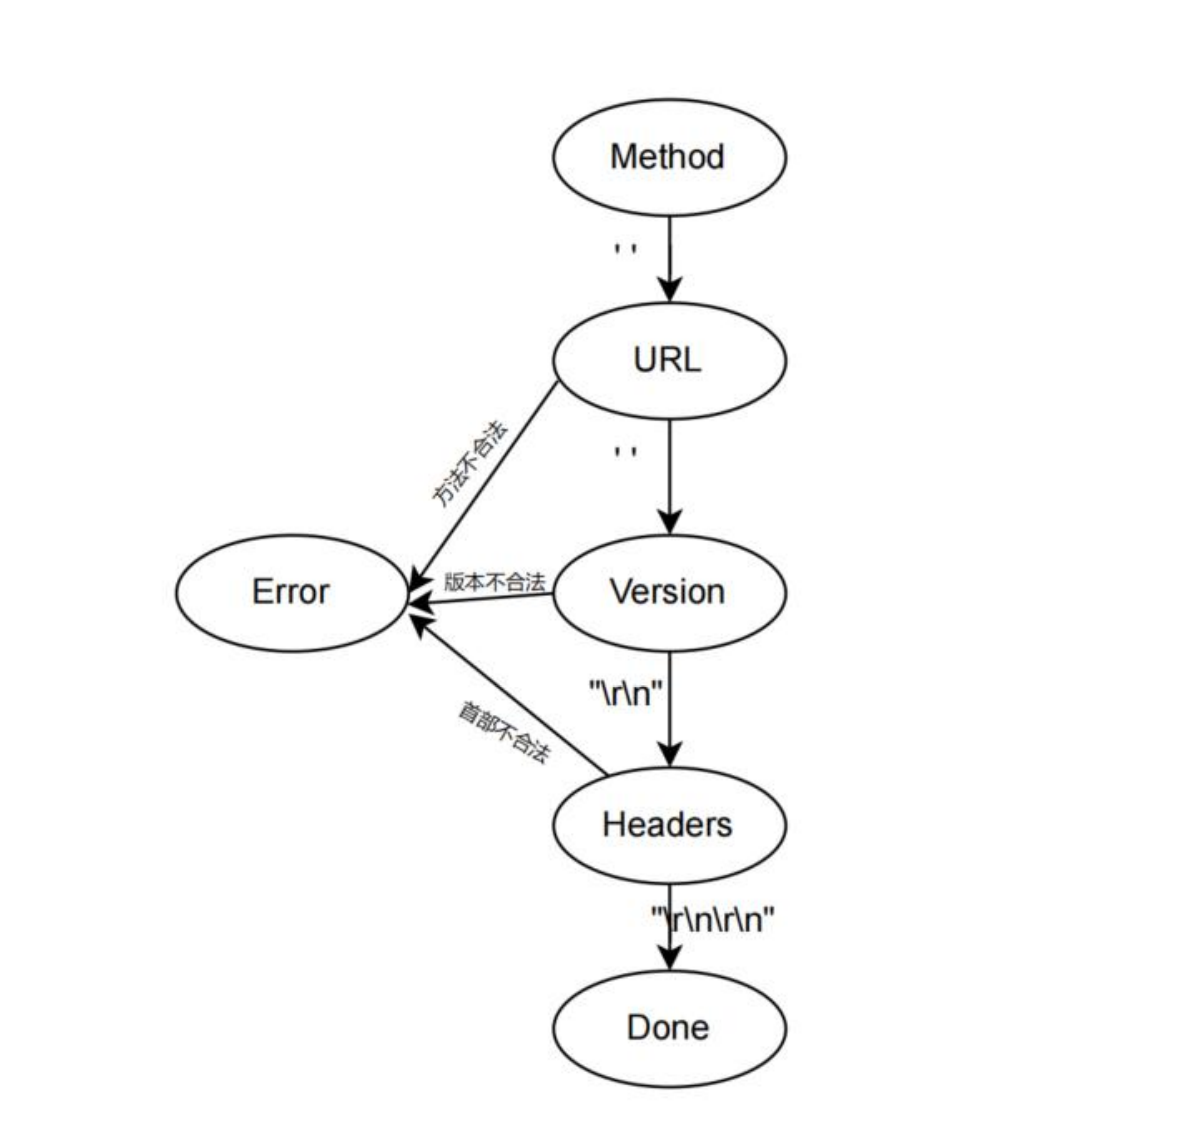 Method
' '
URL
方法不合法
' '
Error
版本不合法
Version
"\r\n"
首部不合法
Headers
"\r\n\r\n"
Done